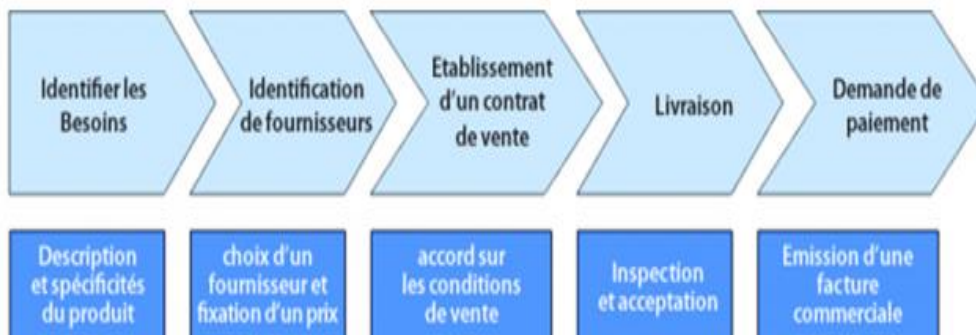 Identifier les
Besoins
Identification
de fournisseurs
Etablissement
d'un contrat
de vente
Livraison
Demande de
paiement
Description
et spécificités
du produit
choix d'un
fournisseur et
fixation d'un prix
accord sur
les conditions
de vente
Inspection
et acceptation
Emission d'une
facture
commerciale